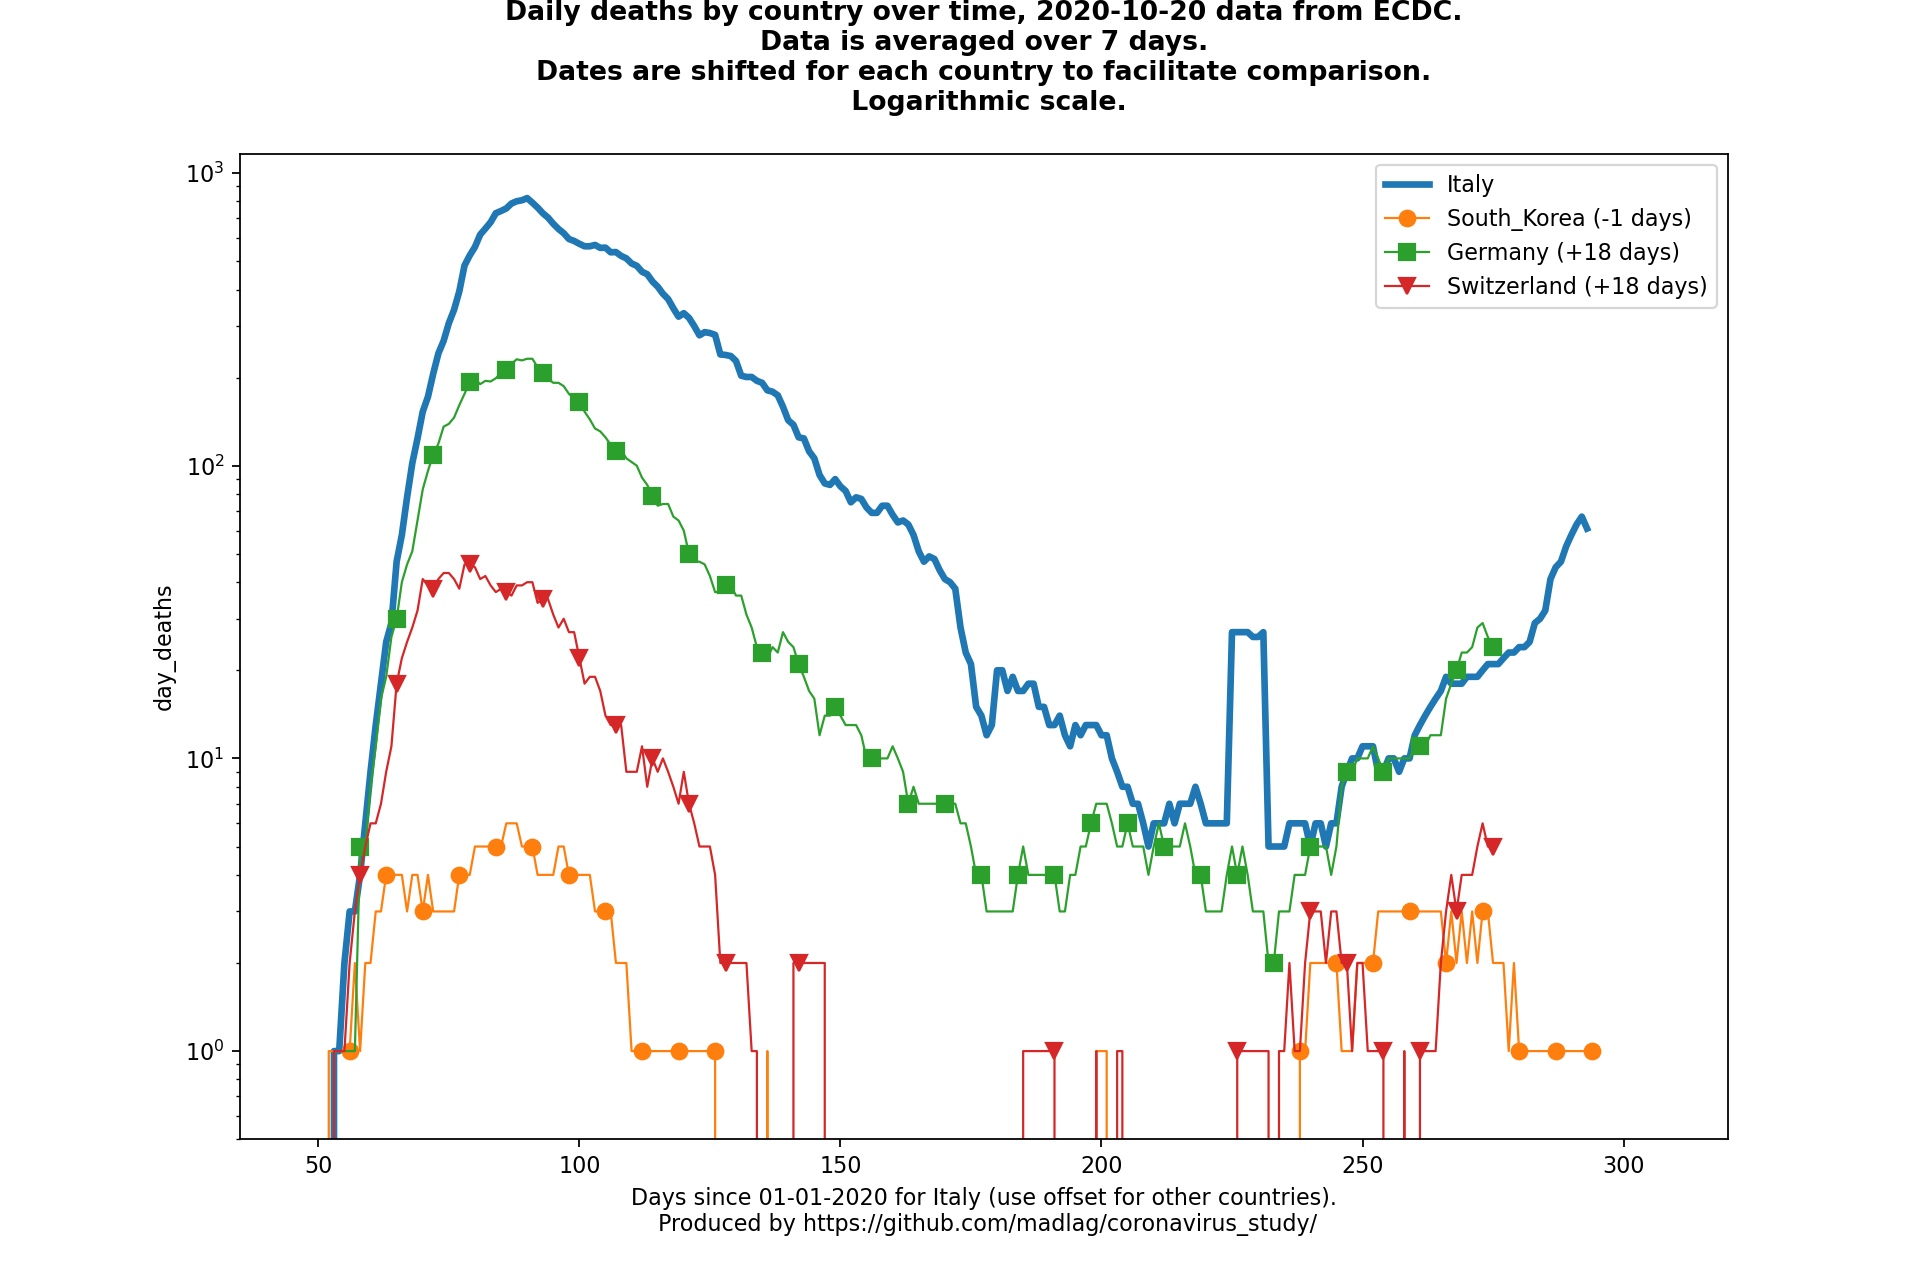 Daily deaths by country over time, 2020-10-20 data from ECDC.
Data is averaged over 7 days.
Dates are shifted for each country to facilitate comparison.
Logarithmic scale.
10³
10²
10¹
10⁰
day_deaths
Italy
South_Korea (-1 days)
Germany (+18 days)
Switzerland (+18 days)
50 100 150 200 250 300
Days since 01-01-2020 for Italy (use offset for other countries).
Produced by https://github.com/madlag/coronavirus_study/